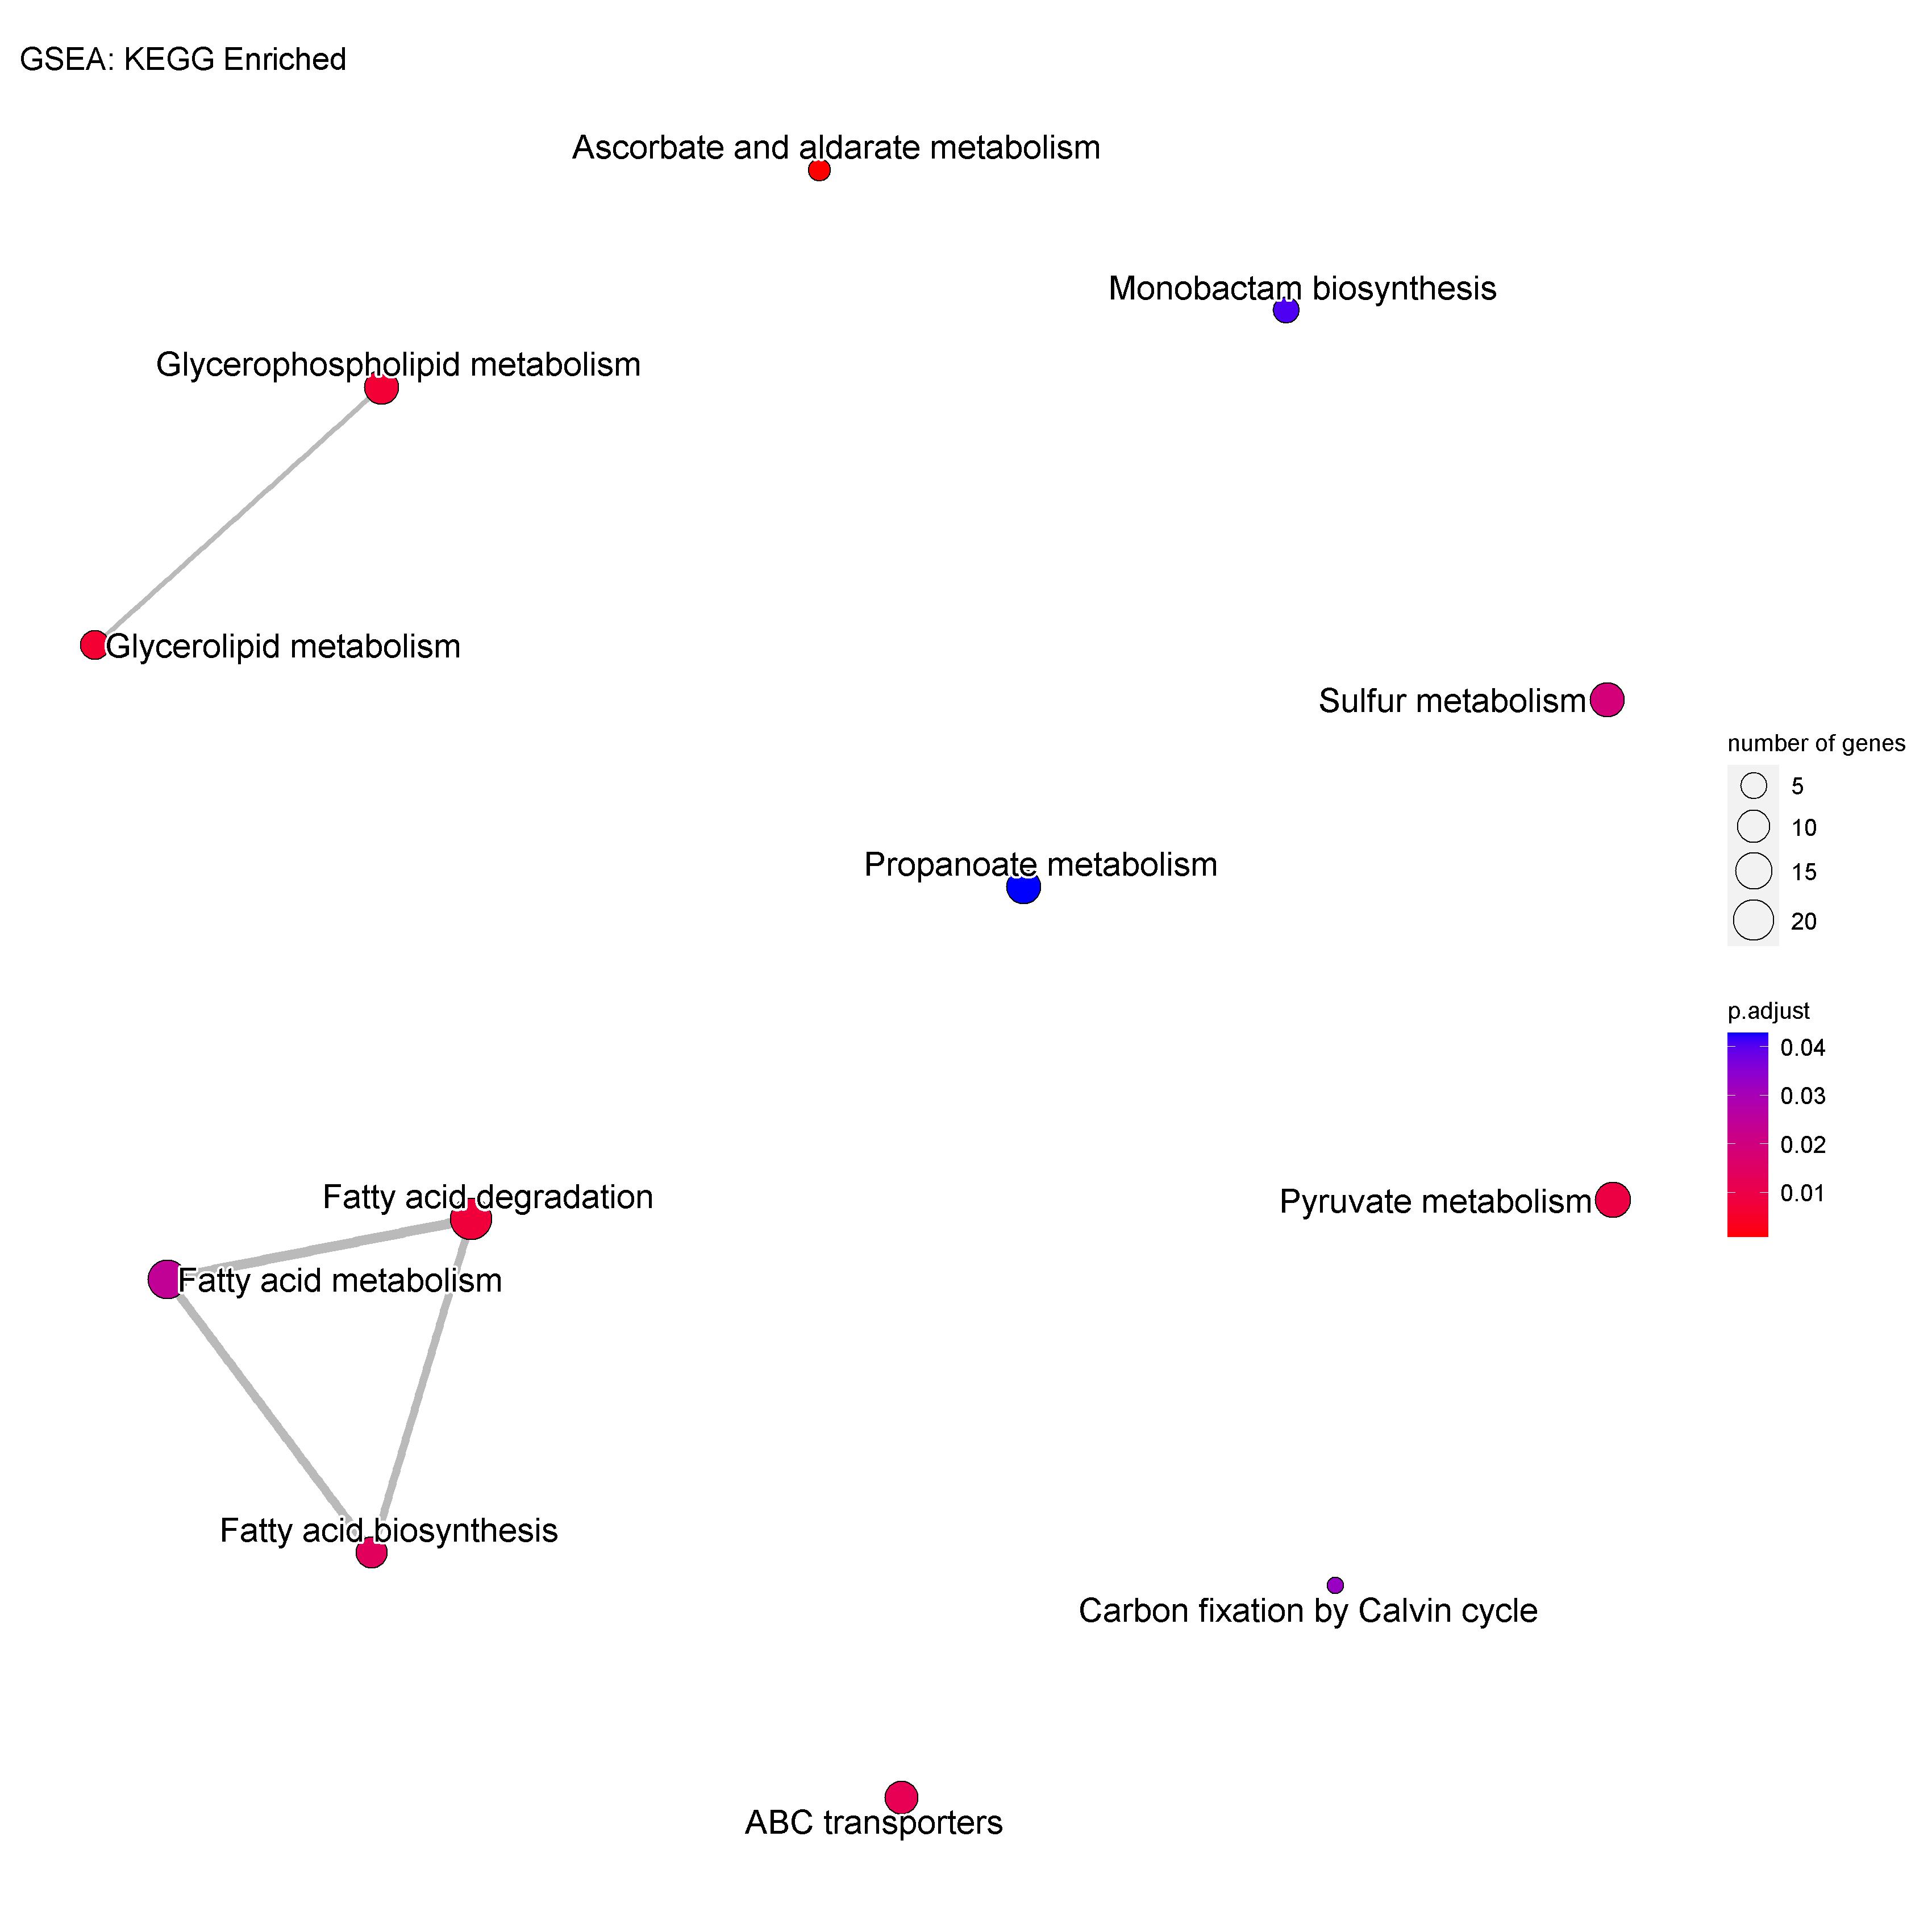 GSEA: KEGG Enriched
Ascorbate and aldarate metabolism
Monobactam biosynthesis
Glycerophospholipid metabolism
Glycerolipid metabolism
Sulfur metabolism
number of genes
5
10
15
20
Propanoate metabolism
p.adjust
0.04
0.03
0.02
0.01
Fatty acid degradation
Pyruvate metabolism
Fatty acid metabolism
Fatty acid biosynthesis
Carbon fixation by Calvin cycle
ABC transporters